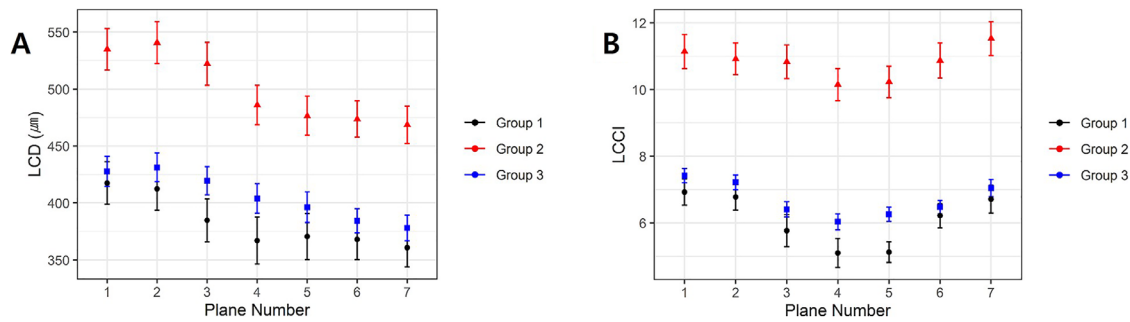 A
550
500
450
400
350
LCD (㎛)
1 2 3 4 5 6 7
Plane Number
Group 1
Group 2
Group 3
B
12
10
8
6
LCCI
1 2 3 4 5 6 7
Plane Number
Group 1
Group 2
Group 3